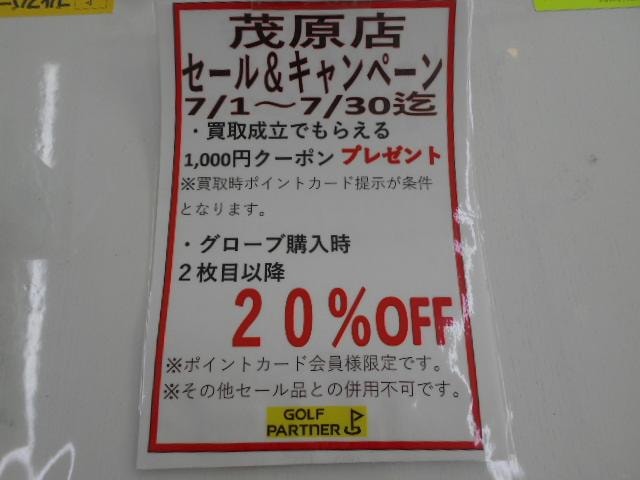 茂原店
セール&キャンペーン
7/1～7/30迄
・買取成立でもらえる
1,000円クーポン プレゼント
※買取時ポイントカード提示が条件
となります。
・グローブ購入時
２枚目以降
２０％OFF
※ポイントカード会員様限定です。
※その他セール品との併用不可です。
GOLF
PARTNER